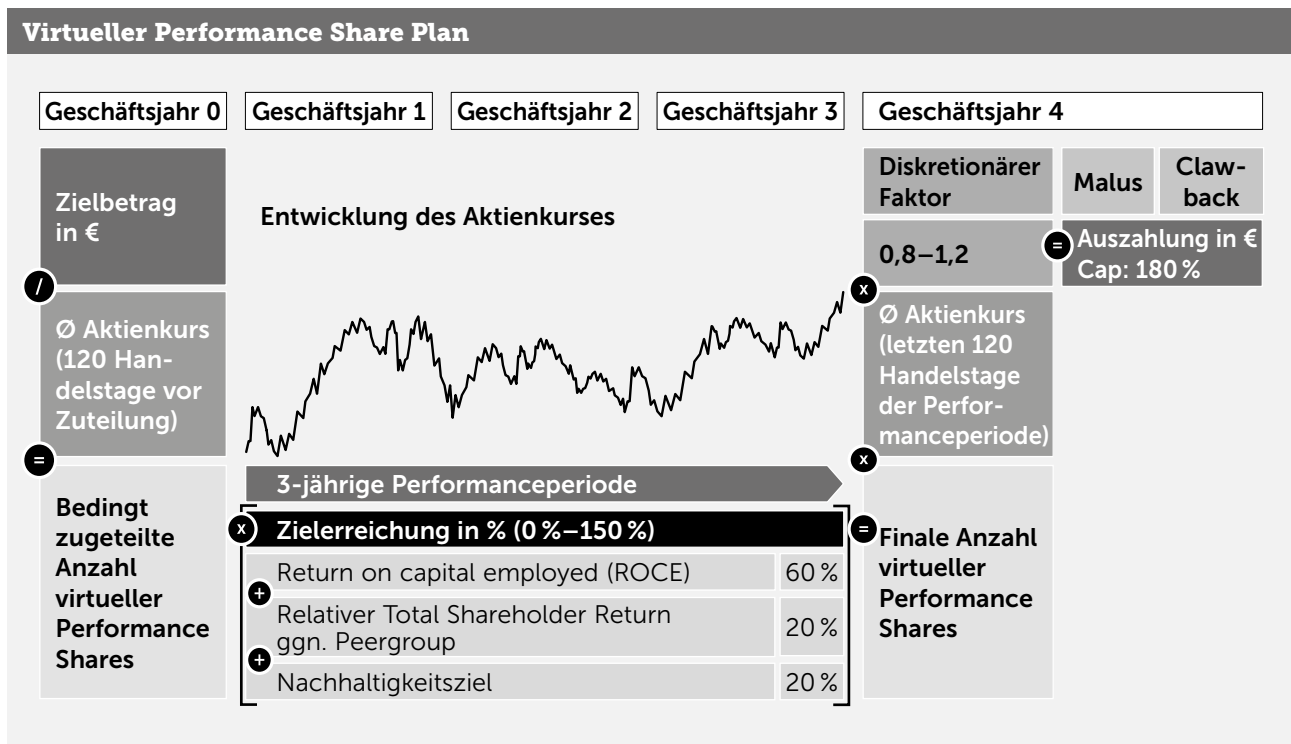 Virtueller Performance Share Plan
Geschäftsjahr 0
Geschäftsjahr 1
Geschäftsjahr 2
Geschäftsjahr 3
Geschäftsjahr 4
Zielbetrag
in €
/
Ø Aktienkurs
(120 Han-
delstage vor
Zuteilung)
=
Bedingt
zugeteilte
Anzahl
virtueller
Performance
Shares
Entwicklung des Aktienkurses
3-jährige Performanceperiode
x
Zielerreichung in % (0 %–150 %)
Return on capital employed (ROCE)
60 %
+
Relativer Total Shareholder Return
ggn. Peergroup
20 %
+
Nachhaltigkeitsziel
20 %
Diskretionärer
Faktor
0,8–1,2
x
Ø Aktienkurs
(letzten 120
Handelstage
der Perfor-
manceperiode)
x
=
Finale Anzahl
virtueller
Performance
Shares
Malus
Claw-
back
=
Auszahlung in €
Cap: 180 %